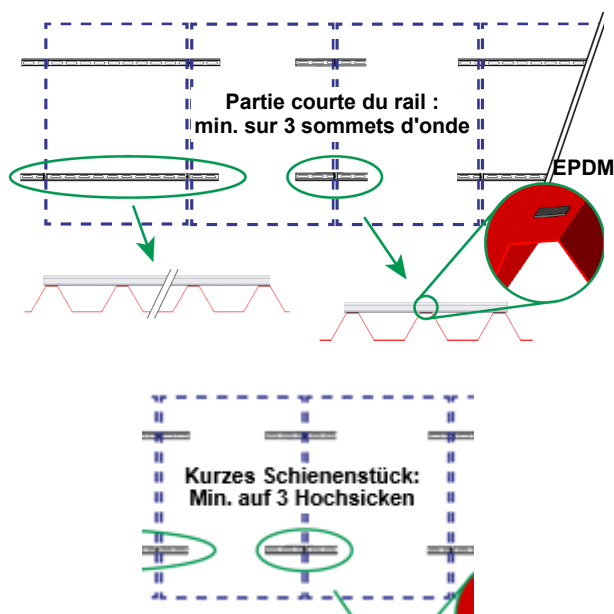 Partie courte du rail :
min. sur 3 sommets d'onde
EPDM
Kurzes Schienenstück:
Min. auf 3 Hochsicken